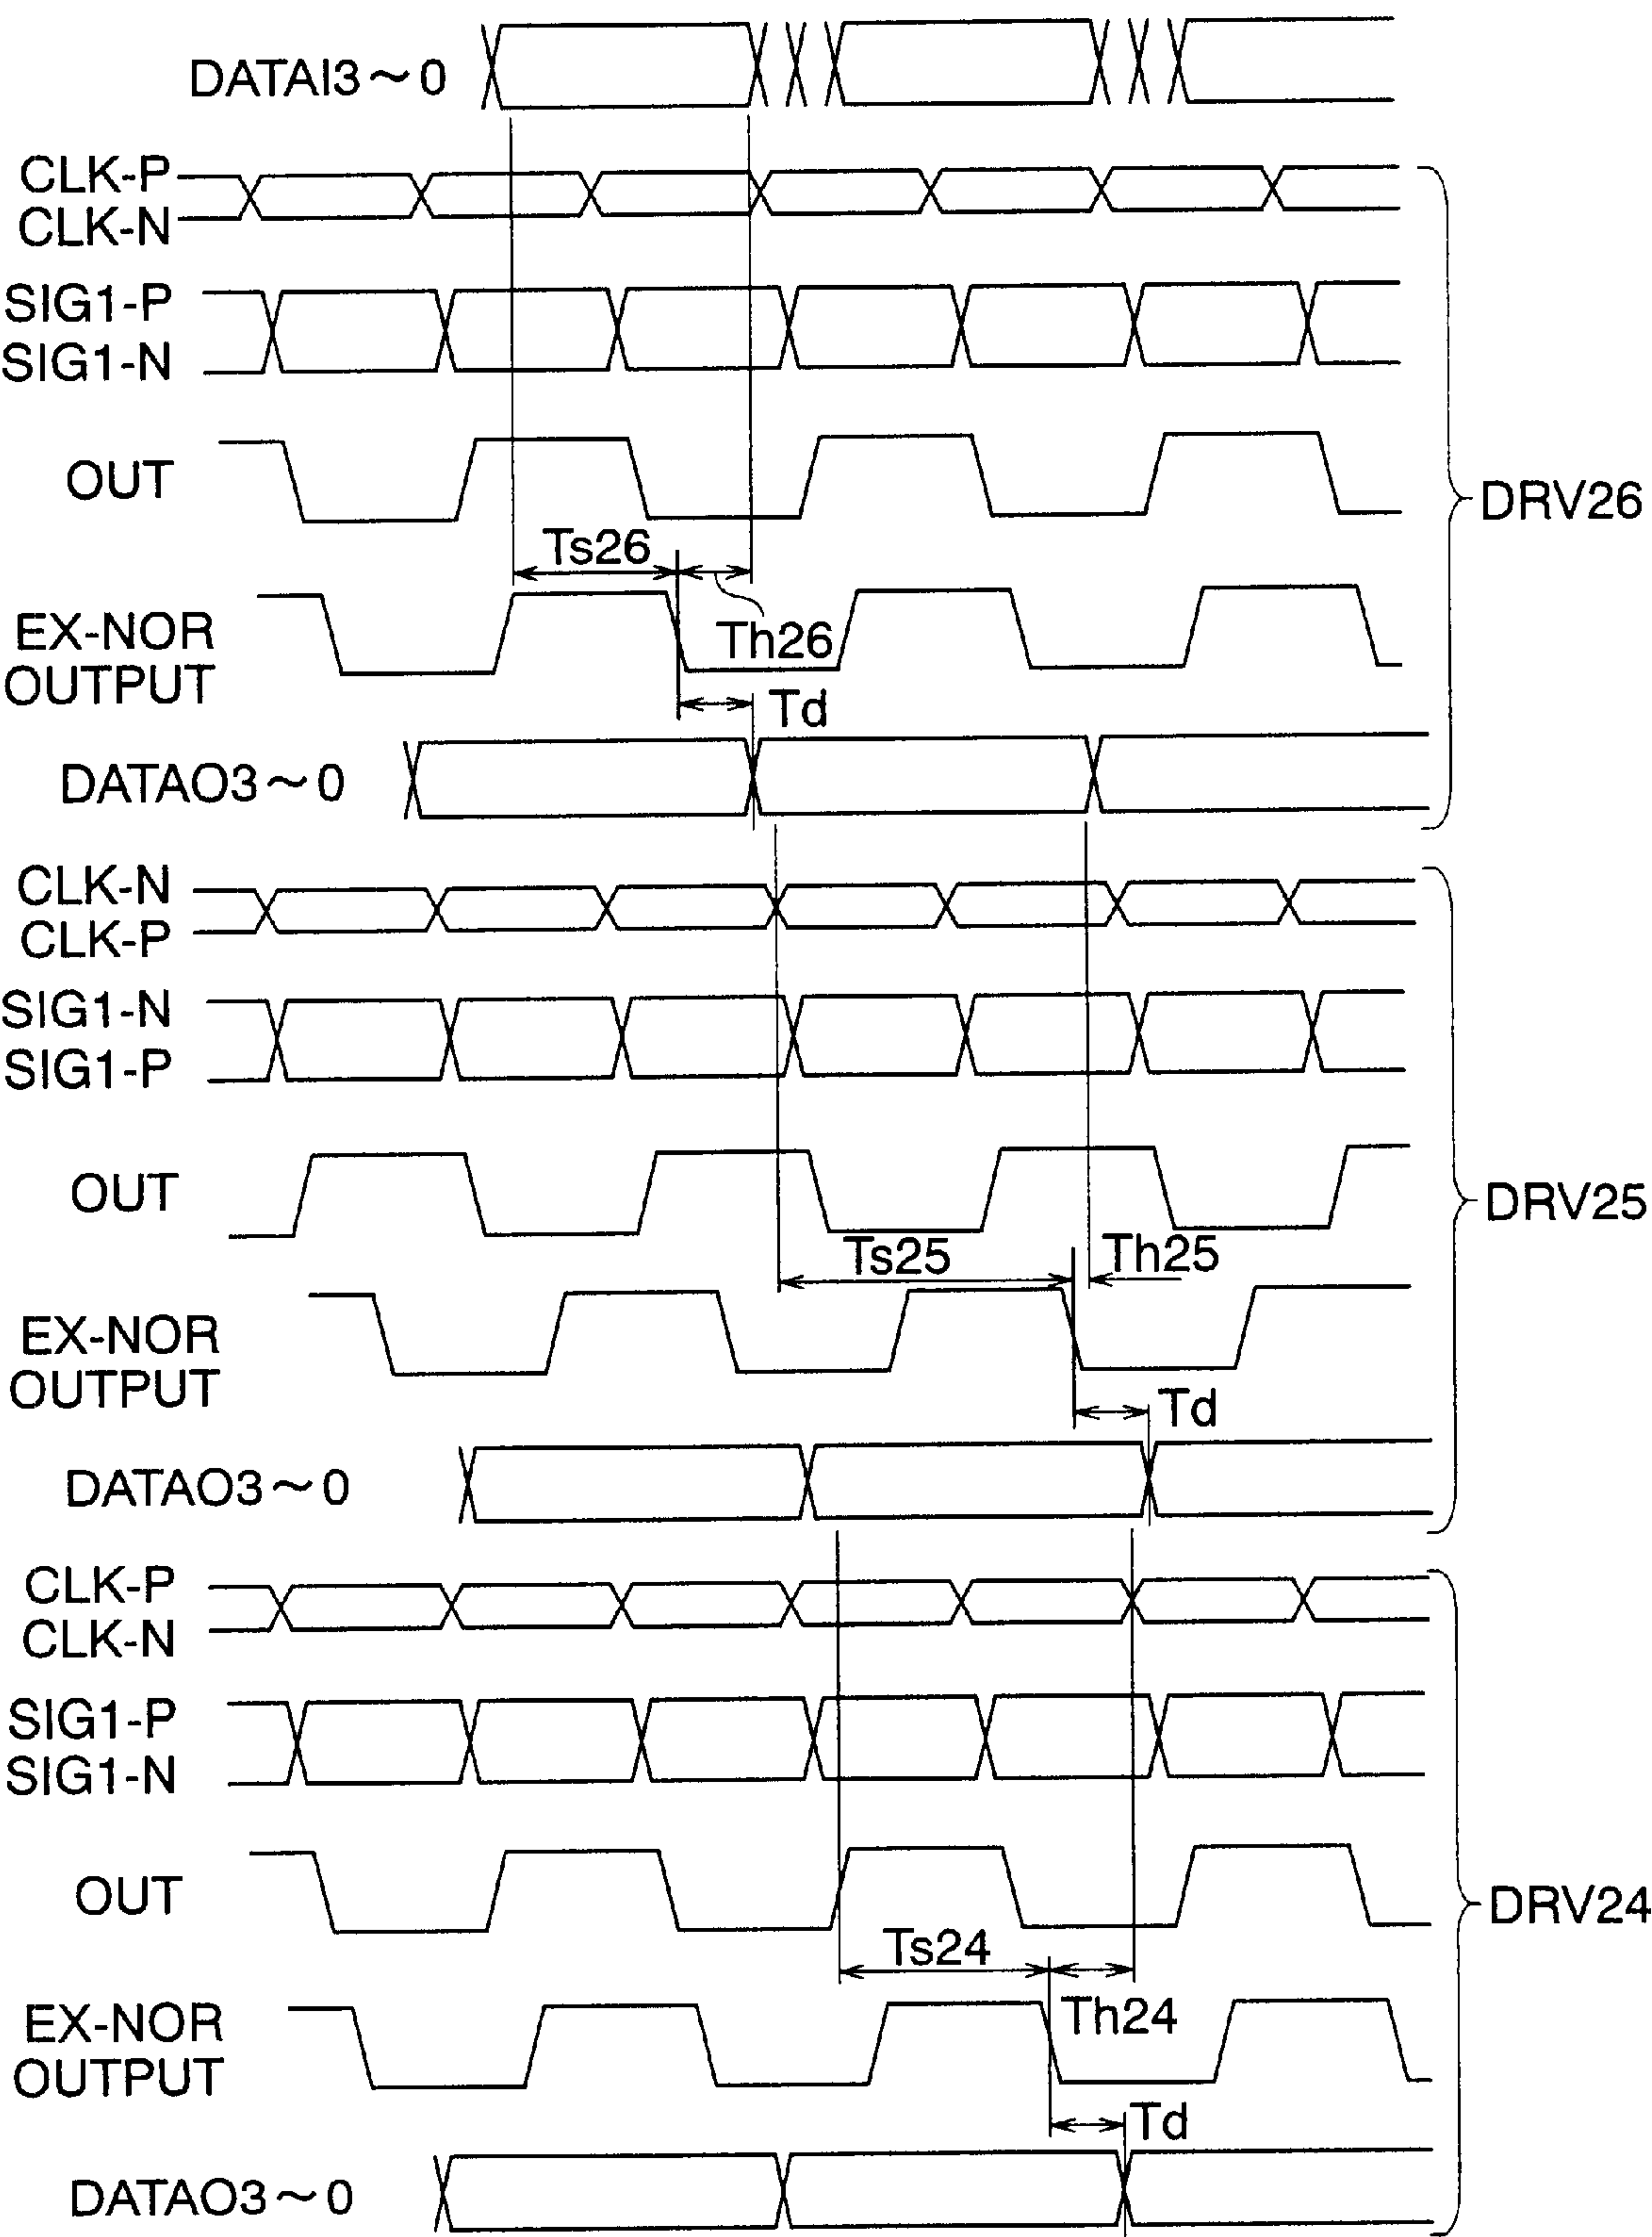 DATAI3～0
CLK-P
CLK-N
SIG1-P
SIG1-N
OUT
DRV26
Ts26
EX-NOR
OUTPUT
Th26
Td
DATAO3～0
CLK-N
CLK-P
SIG1-N
SIG1-P
OUT
DRV25
Ts25
Th25
EX-NOR
OUTPUT
Td
DATAO3～0
CLK-P
CLK-N
SIG1-P
SIG1-N
OUT
DRV24
Ts24
EX-NOR
OUTPUT
Th24
Td
DATAO3～0